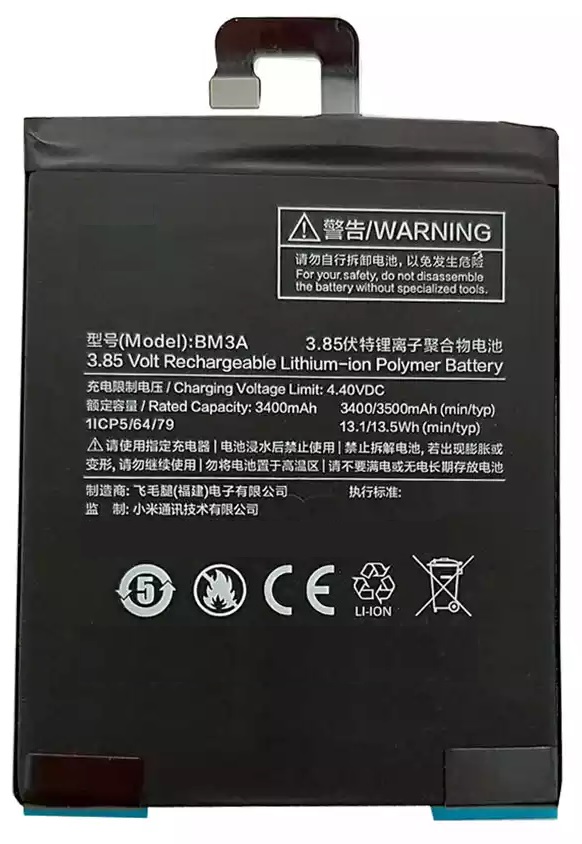 ⚠警告/WARNING
请勿自行拆卸电池，以免发生危险
For your safety, do not disassemble
the battery without specialized tools.
型号(Model):BM3A 3.85伏特锂离子聚合物电池
3.85 Volt Rechargeable Lithium-ion Polymer Battery
充电限制电压 / Charging Voltage Limit: 4.40VDC
额定容量 / Rated Capacity: 3400mAh 3400/3500mAh (min/typ)
1ICP5/64/79 13.1/13.5Wh (min/typ)
⚠请使用指定充电器 | 电池浸水后禁止使用 | 禁止拆解电池，若出现膨胀或
变形, 请勿继续使用 | 勿将电池置于高温区 | 请不要满电或无电长期存放电池
制造商: 飞毛腿(福建)电子有限公司 执行标准:
监 制: 小米通讯技术有限公司
5 CE
LI-ION